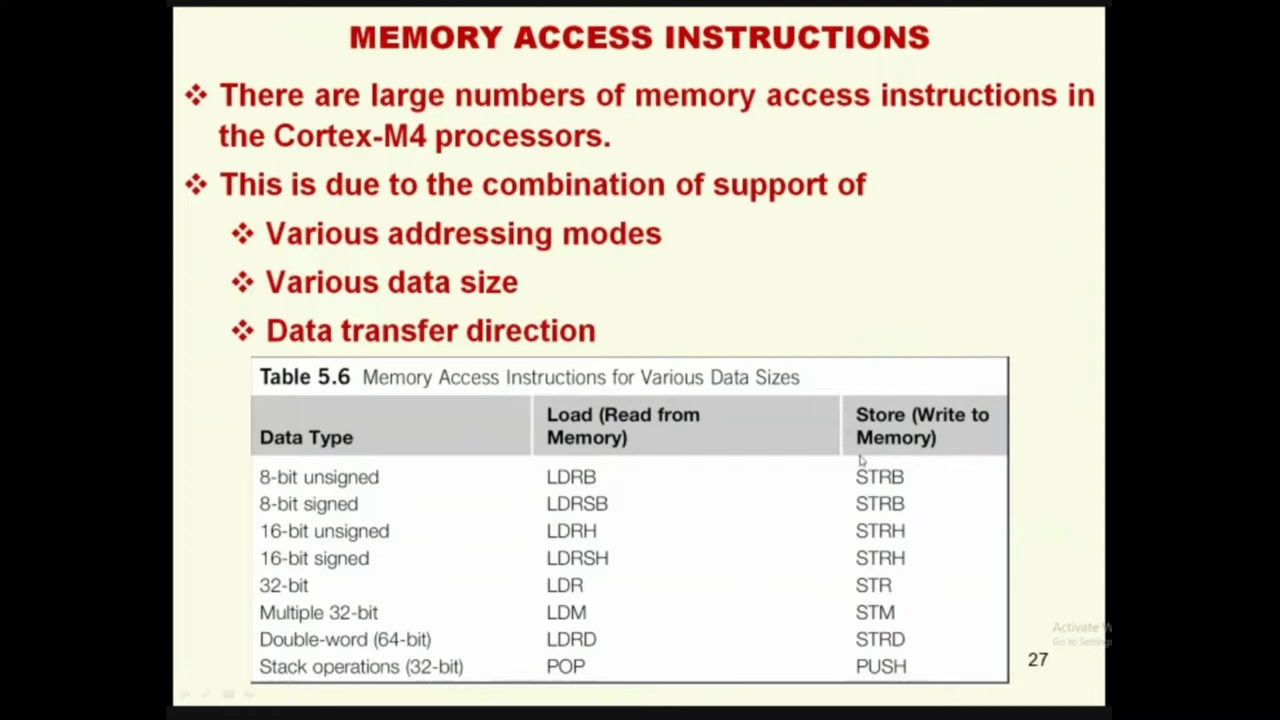 MEMORY ACCESS INSTRUCTIONS
❖ There are large numbers of memory access instructions in
the Cortex-M4 processors.
❖ This is due to the combination of support of
❖ Various addressing modes
❖ Various data size
❖ Data transfer direction
Table 5.6 Memory Access Instructions for Various Data Sizes
Data Type Load (Read from Memory) Store (Write to Memory)
8-bit unsigned LDRB STRB
8-bit signed LDRSB STRB
16-bit unsigned LDRH STRH
16-bit signed LDRSH STRH
32-bit LDR STR
Multiple 32-bit LDM STM
Double-word (64-bit) LDRD STRD
Stack operations (32-bit) POP PUSH
Activate W
Go to Settings
27